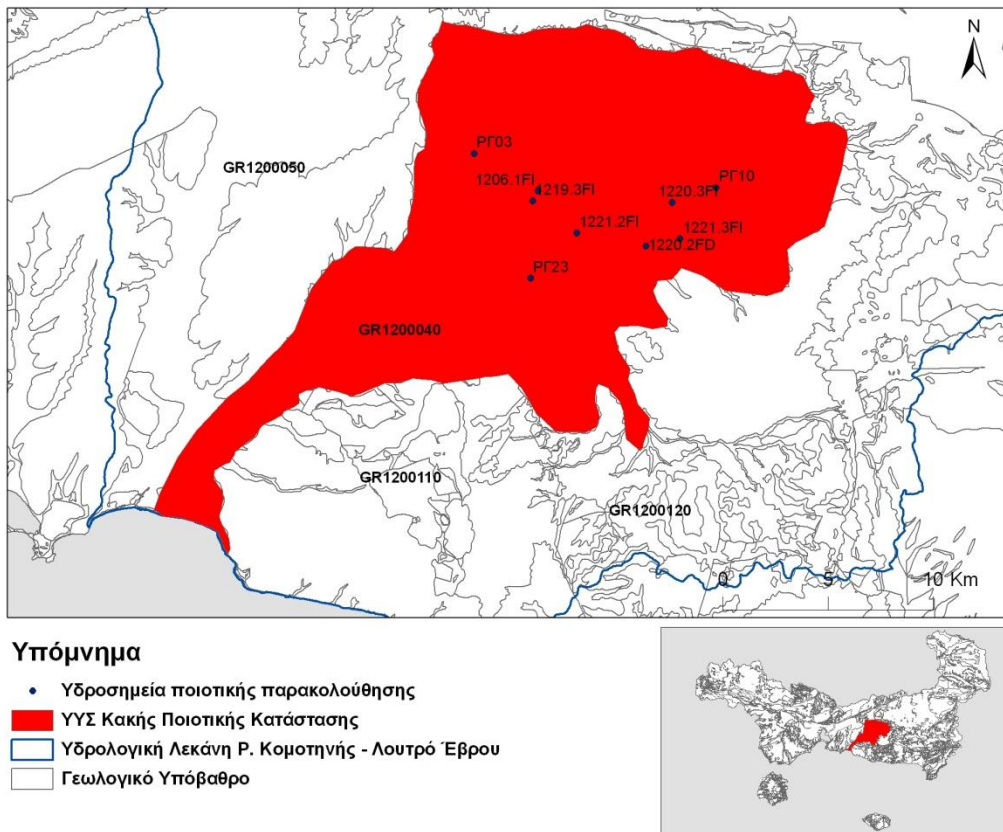 N
ΡΓ03
GR1200050
1206.1FI
1219.3FI
ΡΓ10
1220.3FI
1221.2FI
1221.3FI
1220.2FD
ΡΓ23
GR1200040
GR1200110
GR1200120
0 5 10 Km
Υπόμνημα
Υδροσημεία ποιοτικής παρακολούθησης
ΥΥΣ Κακής Ποιοτικής Κατάστασης
Υδρολογική Λεκάνη Ρ. Κομοτηνής - Λουτρό Έβρου
Γεωλογικό Υπόβαθρο